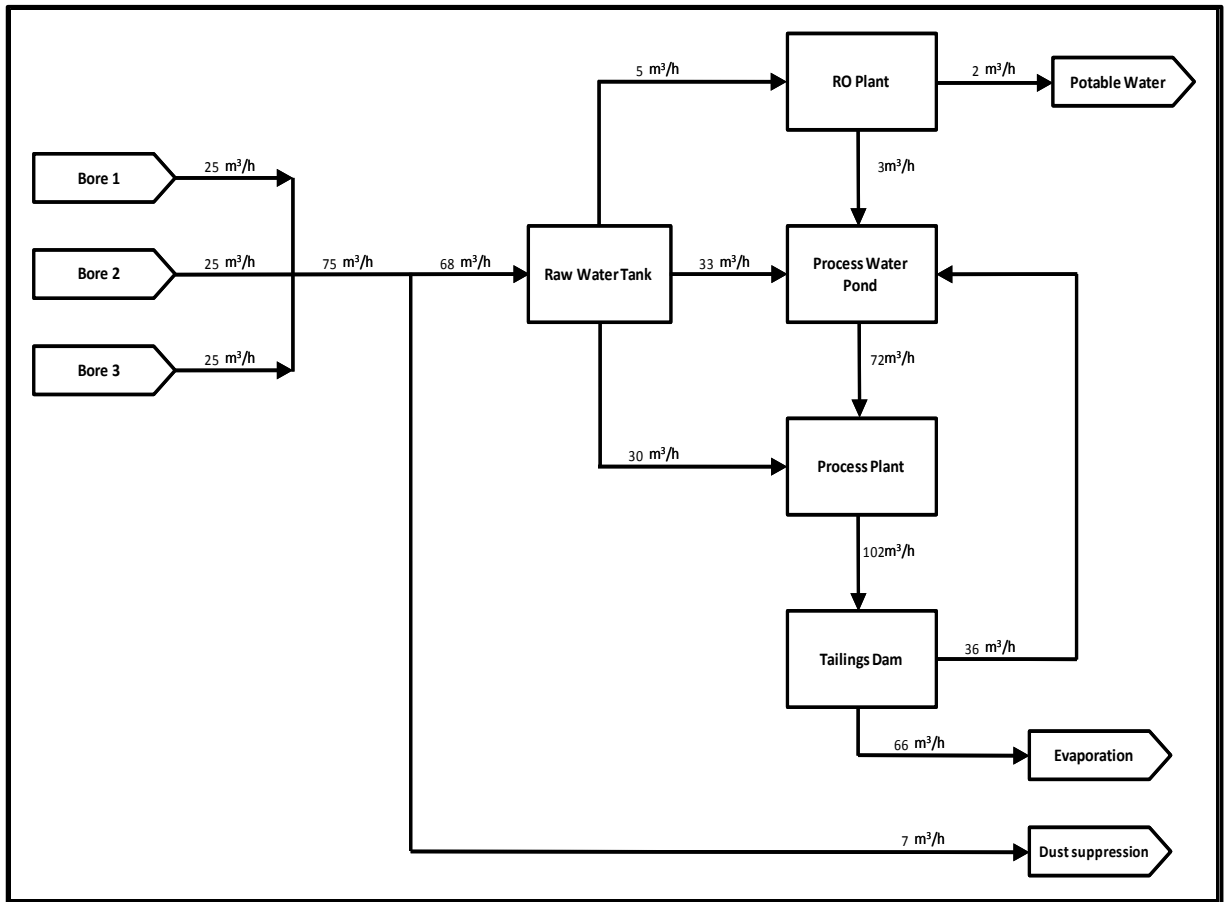 5 m³/h
RO Plant
2 m³/h
Potable Water
Bore 1
25 m³/h
3m³/h
Bore 2
25 m³/h
75 m³/h
68 m³/h
Raw Water Tank
33 m³/h
Process Water
Pond
Bore 3
25 m³/h
72m³/h
30 m³/h
Process Plant
102m³/h
Tailings Dam
36 m³/h
66 m³/h
Evaporation
7 m³/h
Dust suppression